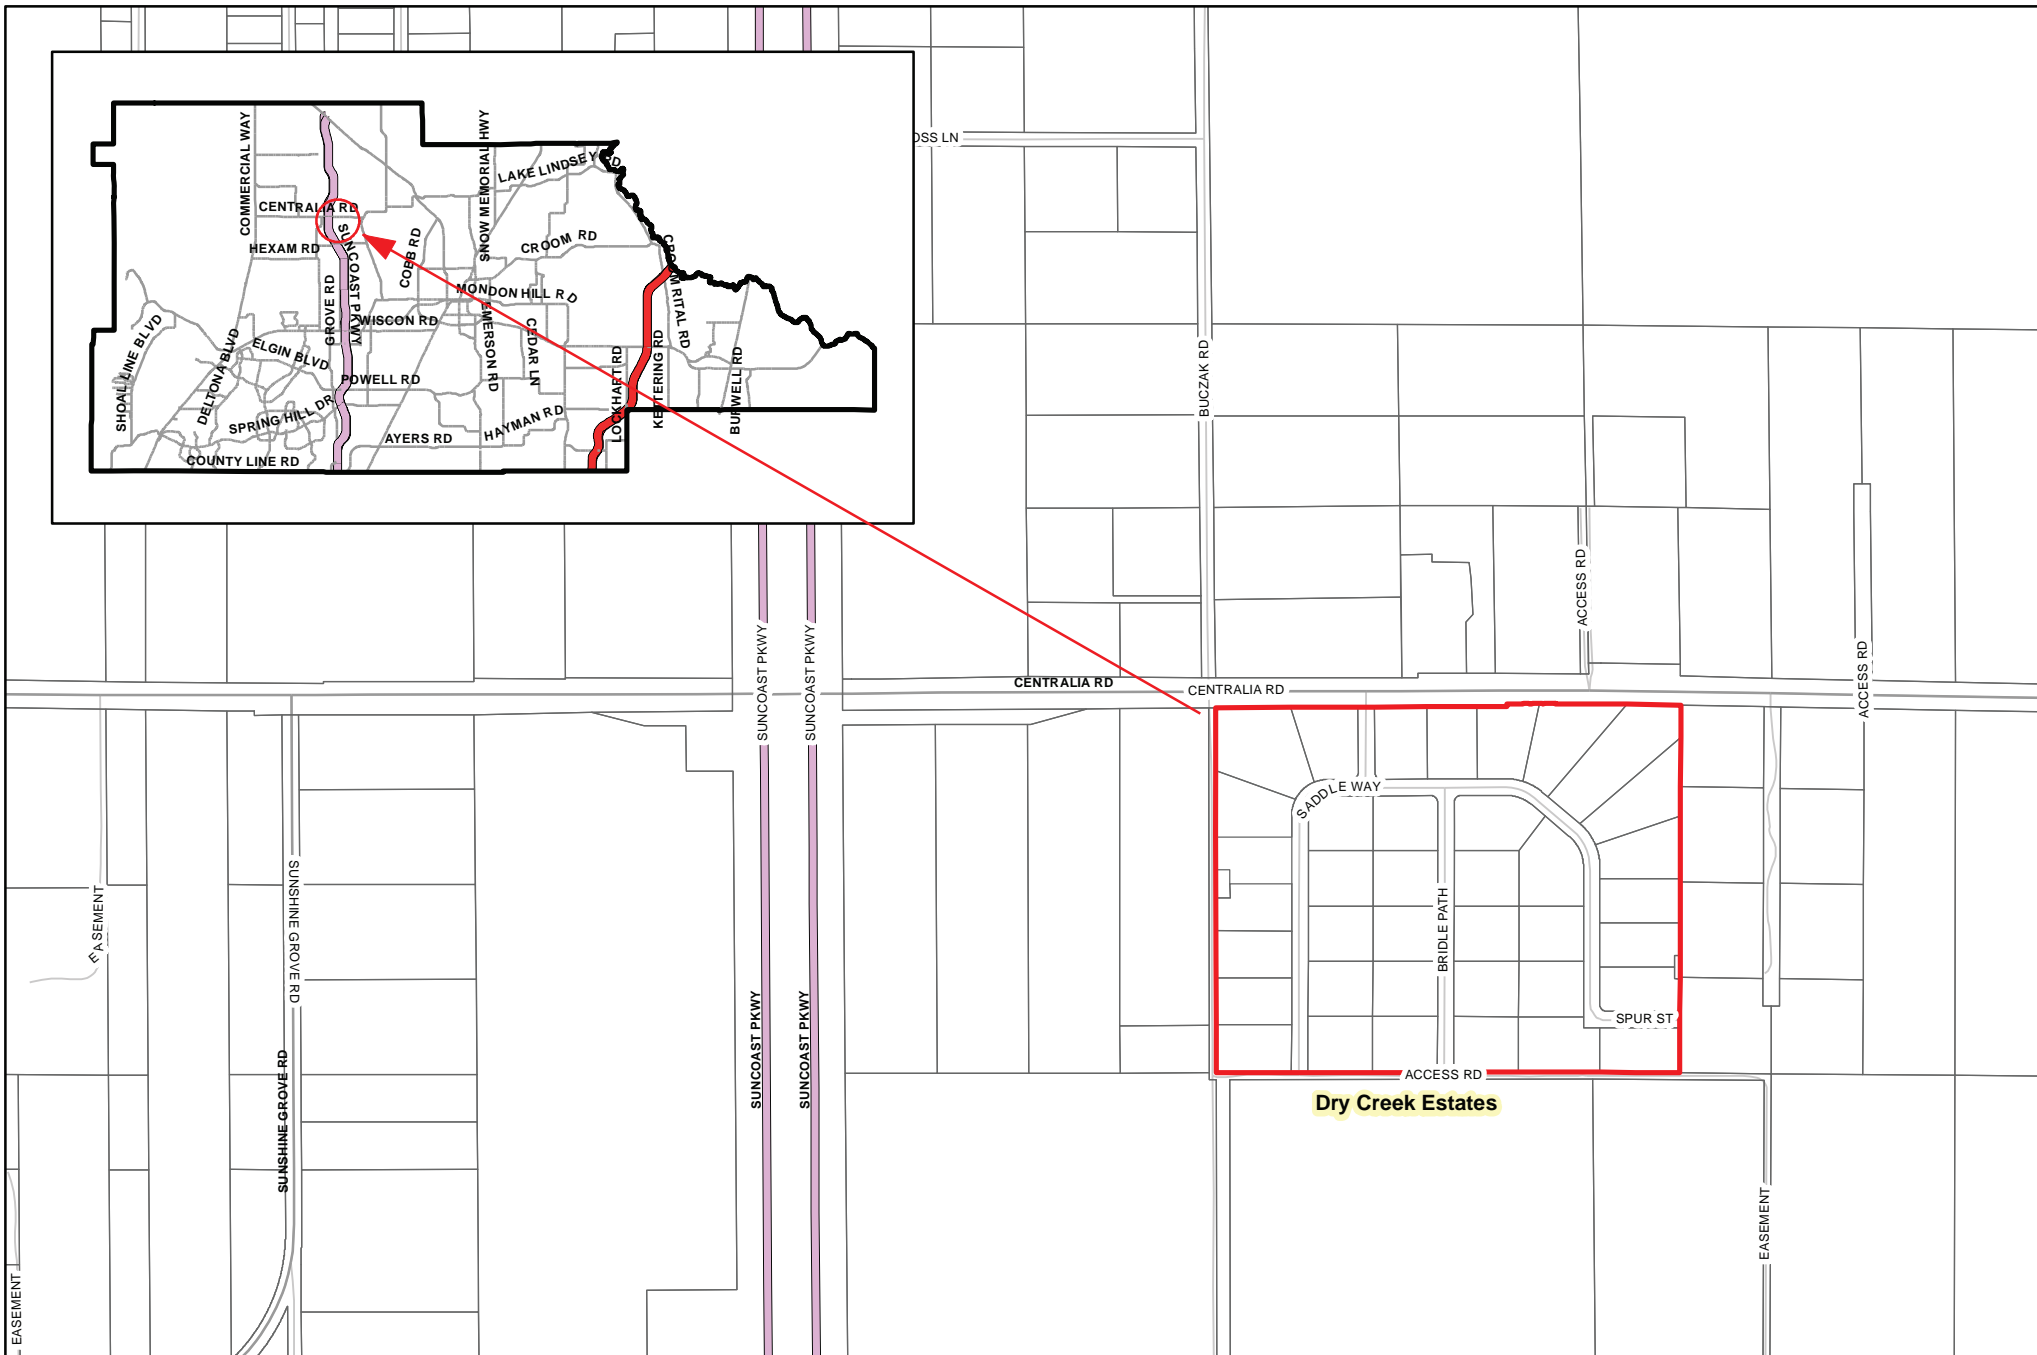 COMMERCIAL WAY
SNOW MEMORIAL HWY
LAKE LINDSEY RD
CENTRALIA RD
HEXAM RD
SUNCOAST PKWY
COBB RD
CROOM RD
CROOM RITAL RD
MONDON HILL RD
GROVE RD
WISCON RD
EMERSON RD
CEDAR LN
SHOAL LINE BLVD
DELTONA BLVD
ELGIN BLVD
POWELL RD
LOCKHART RD
KETTERING RD
BURWELL RD
SPRING HILL DR
AYERS RD
HAYMAN RD
COUNTY LINE RD
OSS LN
BUCZAK RD
ACCESS RD
ACCESS RD
SUNCOAST PKWY
SUNCOAST PKWY
CENTRALIA RD
CENTRALIA RD
SADDLE WAY
BRIDLE PATH
SPUR ST
ACCESS RD
Dry Creek Estates
EASEMENT
SUNSHINE GROVE RD
SUNSHINE GROVE RD
SUNCOAST PKWY
SUNCOAST PKWY
EASEMENT
EASEMENT